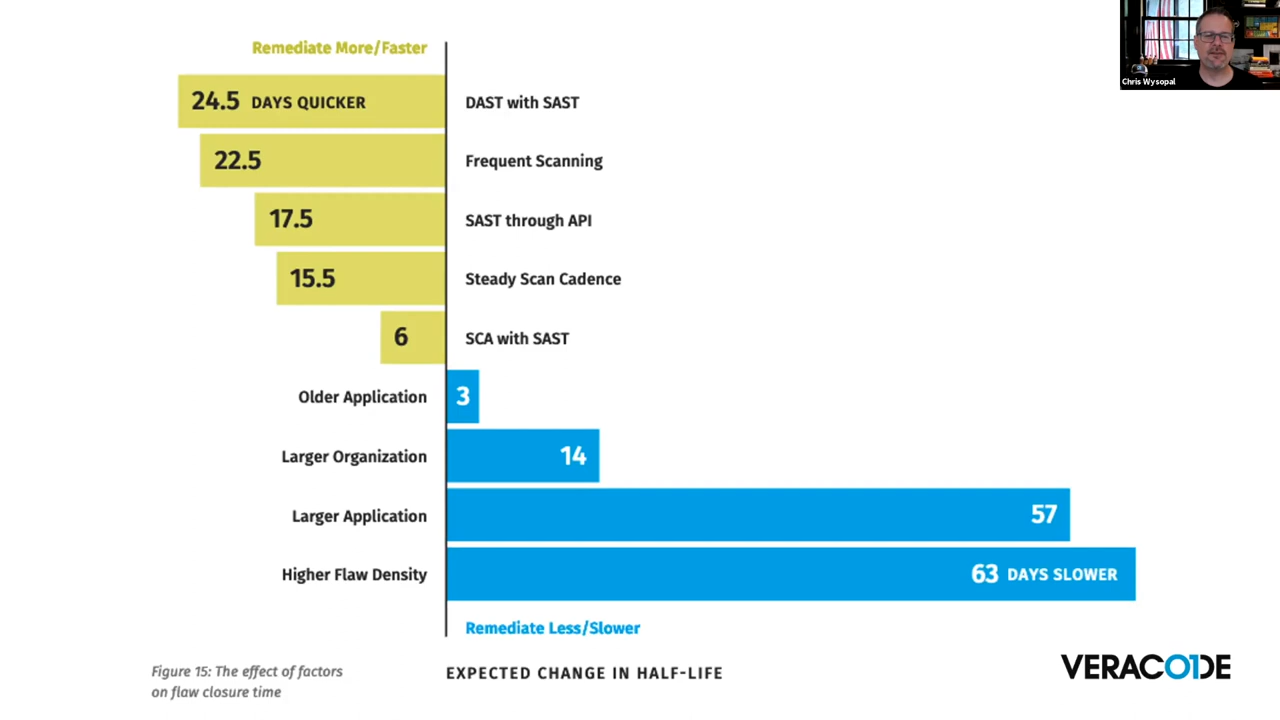 Chris Wysopal
Remediate More/Faster
24.5 DAYS QUICKER DAST with SAST
22.5 Frequent Scanning
17.5 SAST through API
15.5 Steady Scan Cadence
6 SCA with SAST
Older Application 3
Larger Organization 14
Larger Application 57
Higher Flaw Density 63 DAYS SLOWER
Remediate Less/Slower
EXPECTED CHANGE IN HALF-LIFE
Figure 15: The effect of factors
on flaw closure time
VERACODE